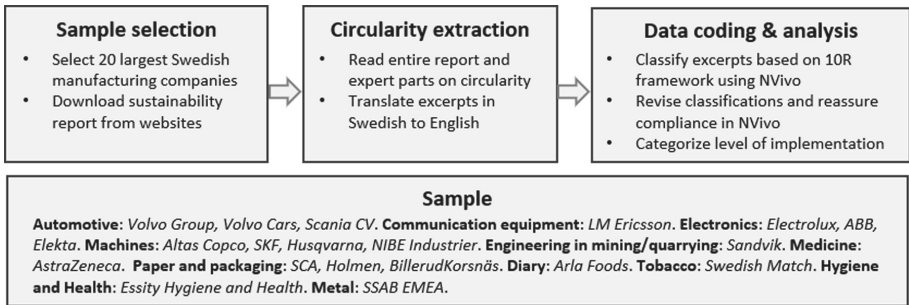 Sample selection
• Select 20 largest Swedish
manufacturing companies
• Download sustainability
report from websites
Circularity extraction
• Read entire report and
expert parts on circularity
• Translate excerpts in
Swedish to English
Data coding & analysis
• Classify excerpts based on 10R
framework using NVivo
• Revise classifications and reassure
compliance in NVivo
• Categorize level of implementation
Sample
Automotive: Volvo Group, Volvo Cars, Scania CV. Communication equipment: LM Ericsson. Electronics: Electrolux, ABB,
Elekta. Machines: Altas Copco, SKF, Husqvarna, NIBE Industrier. Engineering in mining/quarrying: Sandvik. Medicine:
AstraZeneca. Paper and packaging: SCA, Holmen, BillerudKorsnäs. Diary: Arla Foods. Tobacco: Swedish Match. Hygiene
and Health: Essity Hygiene and Health. Metal: SSAB EMEA.